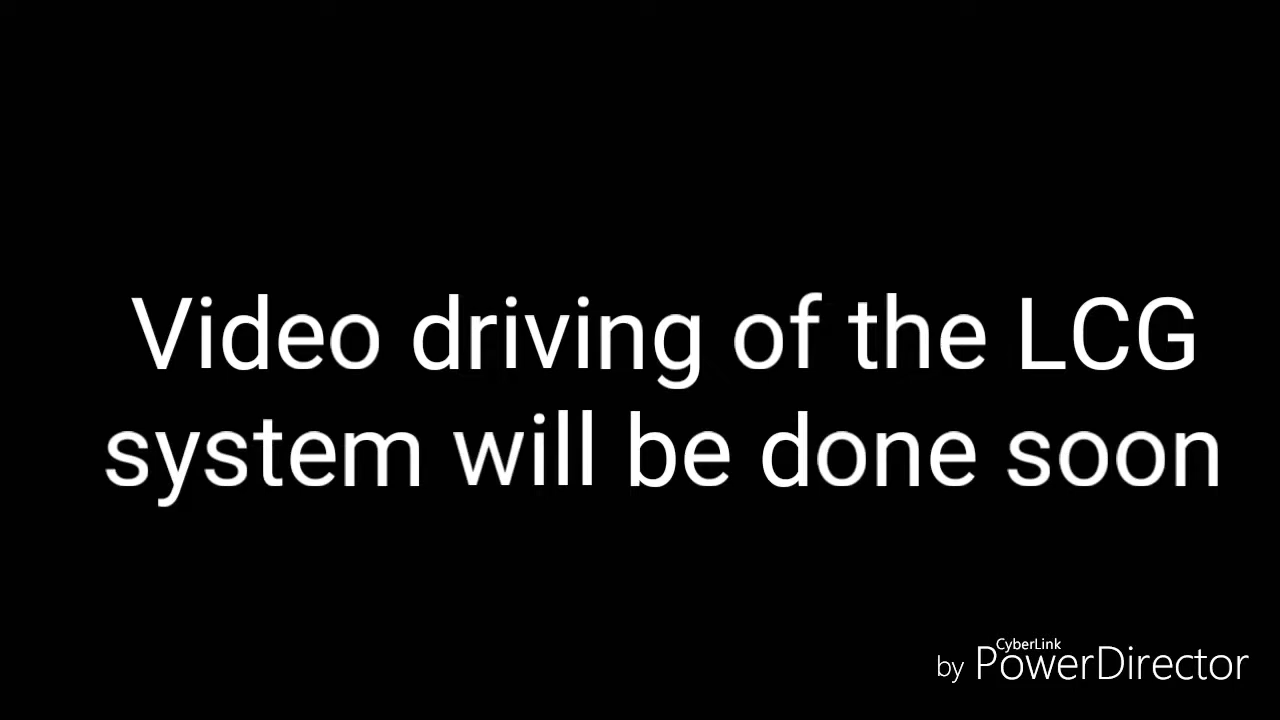 Video driving of the LCG
system will be done soon
CyberLink
by PowerDirector